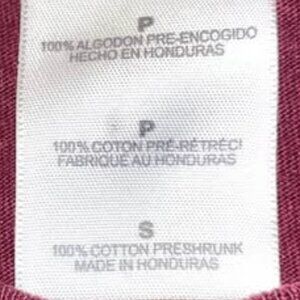 P
100% ALGODON PRE-ENCOGIDO
HECHO EN HONDURAS
P
100% COTON PRÉ-RÉTRÉCI
FABRIQUE AU HONDURAS
S
100% COTTON PRESHRUNK
MADE IN HONDURAS